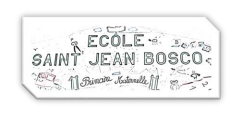 ECOLE
SAINT JEAN BOSCO
Primaire Maternelle